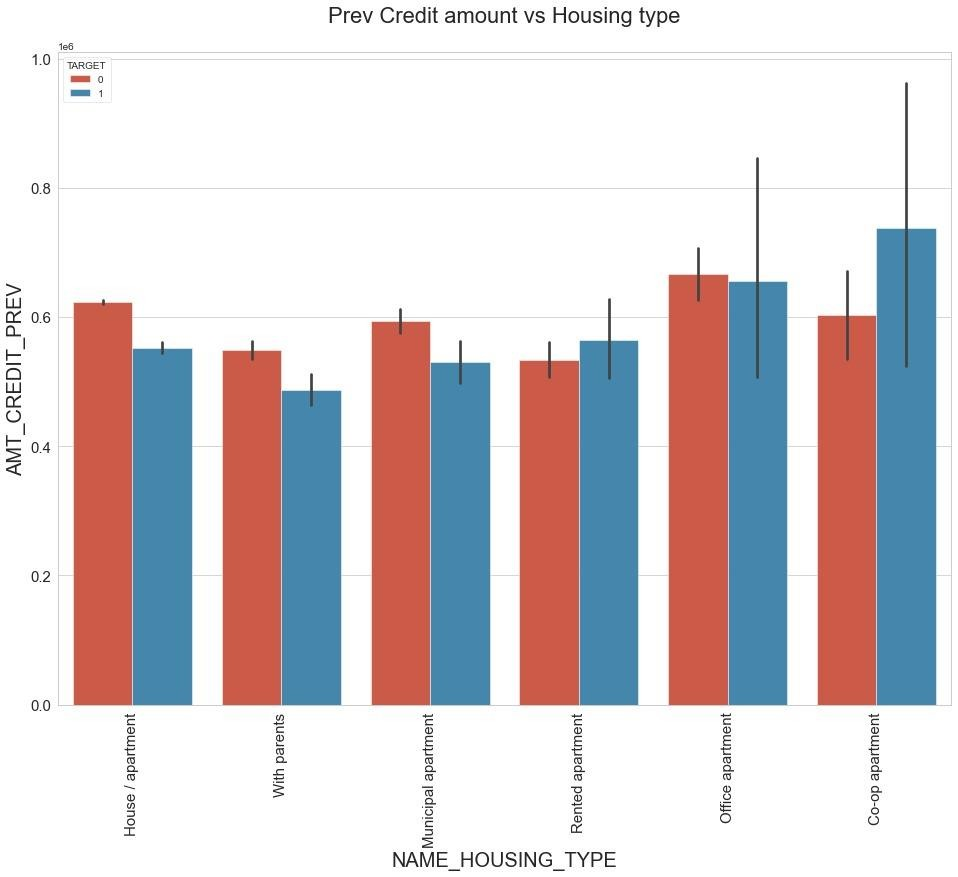 Prev Credit amount vs Housing type
1e6
1.0
0.8
0.6
0.4
0.2
0.0
AMT_CREDIT_PREV
TARGET
0
1
House / apartment
With parents
Municipal apartment
Rented apartment
Office apartment
Co-op apartment
NAME_HOUSING_TYPE